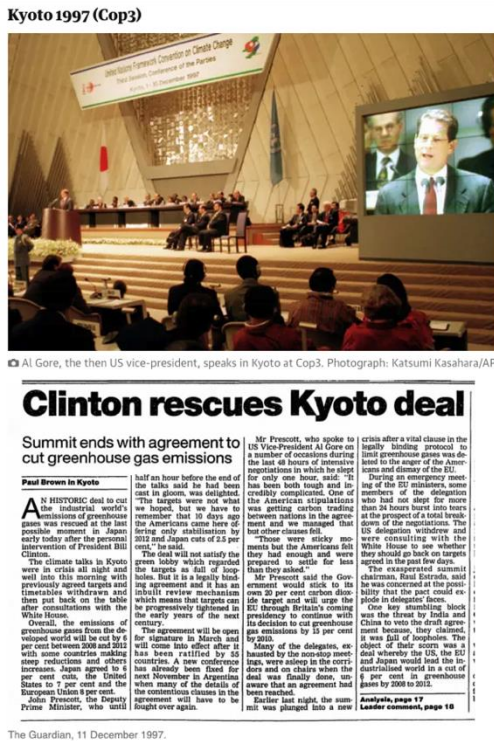 Kyoto 1997 (Cop3)
United Nations Framework Convention on Climate Change
Third Session, Conference of the Parties
Kyoto, 1 - 10 December 1997
Al Gore, the then US vice-president, speaks in Kyoto at Cop3. Photograph: Katsumi Kasahara/AP
Clinton rescues Kyoto deal
Summit ends with agreement to
cut greenhouse gas emissions
Paul Brown in Kyoto
AN HISTORIC deal to cut
the industrial world's
emissions of greenhouse
gases was rescued at the last
possible moment in Japan
early today after the personal
intervention of President Bill
Clinton.
The climate talks in Kyoto
were in crisis all night and
well into this morning with
previously agreed targets and
timetables withdrawn and
then put back on the table
after consultations with the
White House.
Overall, the emissions of
greenhouse gases from the de-
veloped world will be cut by 6
per cent between 2008 and 2012
with some countries making
steep reductions and others
increases. Japan agreed to 6
per cent cuts, the United
States to 7 per cent and the
European Union 8 per cent.
John Prescott, the Deputy
Prime Minister, who until
half an hour before the end of
the talks said he had been
cast in gloom, was delighted.
"The targets were not what
we hoped, but we have to
remember that 10 days ago
the Americans came here of-
fering only stabilisation by
2012 and Japan cuts of 2.5 per
cent," he said.
The deal will not satisfy the
green lobby which regarded
the targets as full of loop-
holes. But it is a legally bind-
ing agreement and it has an
inbuilt review mechanism
which means that targets can
be progressively tightened in
the early years of the next
century.
The agreement will be open
for signature in March and
will come into effect after it
has been ratified by 55
countries. A new conference
has already been fixed for
next November in Argentina
when many of the details of
the contentious clauses in the
agreement will have to be
fought over again.
Mr Prescott, who spoke to
US Vice-President Al Gore on
a number of occasions during
the last 48 hours of intensive
negotiations in which he slept
for only one hour, said: "It
has been both tough and in-
credibly complicated. One of
the American stipulations
was getting carbon trading
between nations in the agree-
ment and we managed that
but other clauses fell.
"Those were sticky mo-
ments but the Americans felt
they had enough and were
prepared to settle for less
than they asked."
Mr Prescott said the Gov-
ernment would stick to its
own 20 per cent carbon diox-
ide target and will urge the
EU through Britain's coming
presidency to continue with
its decision to cut greenhouse
gas emissions by 15 per cent
by 2010.
Many of the delegates, ex-
hausted by the non-stop meet-
ings, were asleep in the corri-
dors and on chairs when the
deal was finally done, un-
aware that an agreement had
been reached.
Earlier last night, the sum-
mit was plunged into a new
crisis after a vital clause in the
legally binding protocol to
limit greenhouse gases was de-
leted to the anger of the Amer-
icans and dismay of the EU.
During an emergency meet-
ing of the EU ministers, some
members of the delegation
who had not slept for more
than 24 hours burst into tears
at the prospect of a total break-
down of the negotiations. The
US delegation withdrew and
were consulting with the
White House to see whether
they should go back on targets
agreed in the past few days.
The exasperated summit
chairman, Raul Estrada, said
he was concerned at the possi-
bility that the pact could ex-
plode in delegates' faces.
One key stumbling block
was the threat by India and
China to veto the draft agree-
ment because, they claimed,
it was full of loopholes. The
object of their scorn was a
deal whereby the US, the EU
and Japan would lead the in-
dustrialised world in a cut of
6 per cent in greenhouse
gases by 2008 to 2012.
Analysis, page 17
Leader comment, page 18
The Guardian, 11 December 1997.